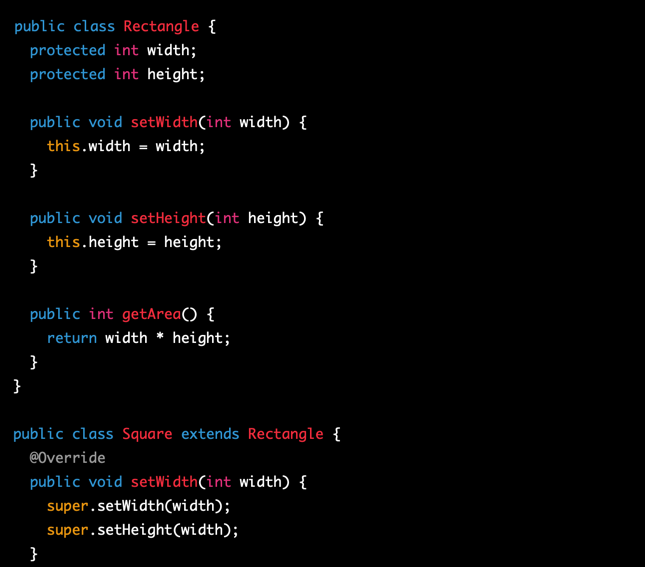 public class Rectangle {
  protected int width;
  protected int height;

  public void setWidth(int width) {
    this.width = width;
  }

  public void setHeight(int height) {
    this.height = height;
  }

  public int getArea() {
    return width * height;
  }
}

public class Square extends Rectangle {
  @Override
  public void setWidth(int width) {
    super.setWidth(width);
    super.setHeight(width);
  }